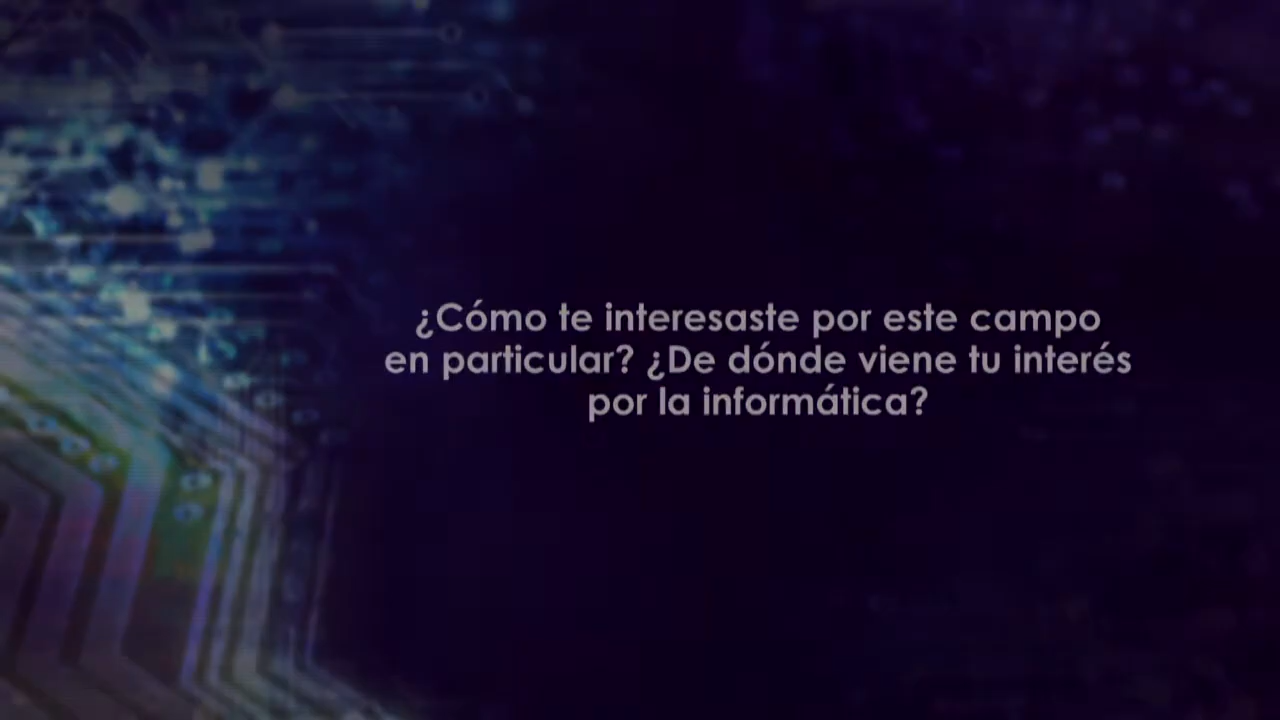 ¿Cómo te interesaste por este campo
en particular? ¿De dónde viene tu interés
por la informática?